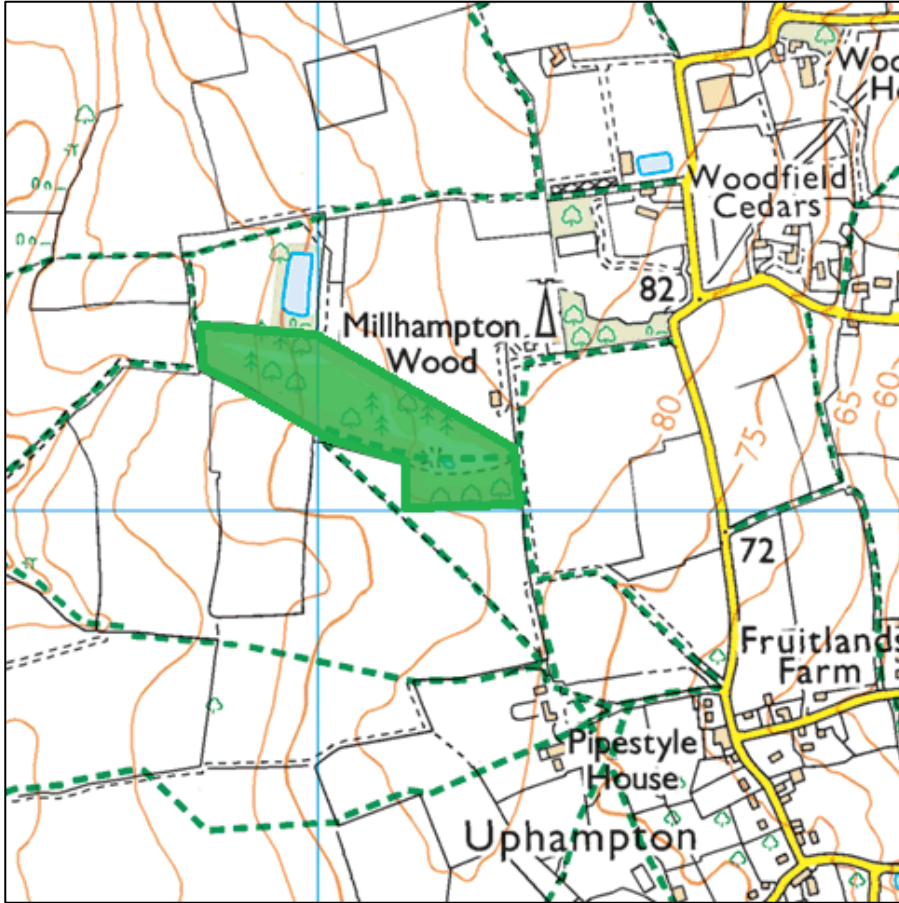 Woodfield
Cedars
82
Millhampton
Wood
80
75
65
60
72
Fruitlands
Farm
Pipestyle
House
Uphampton